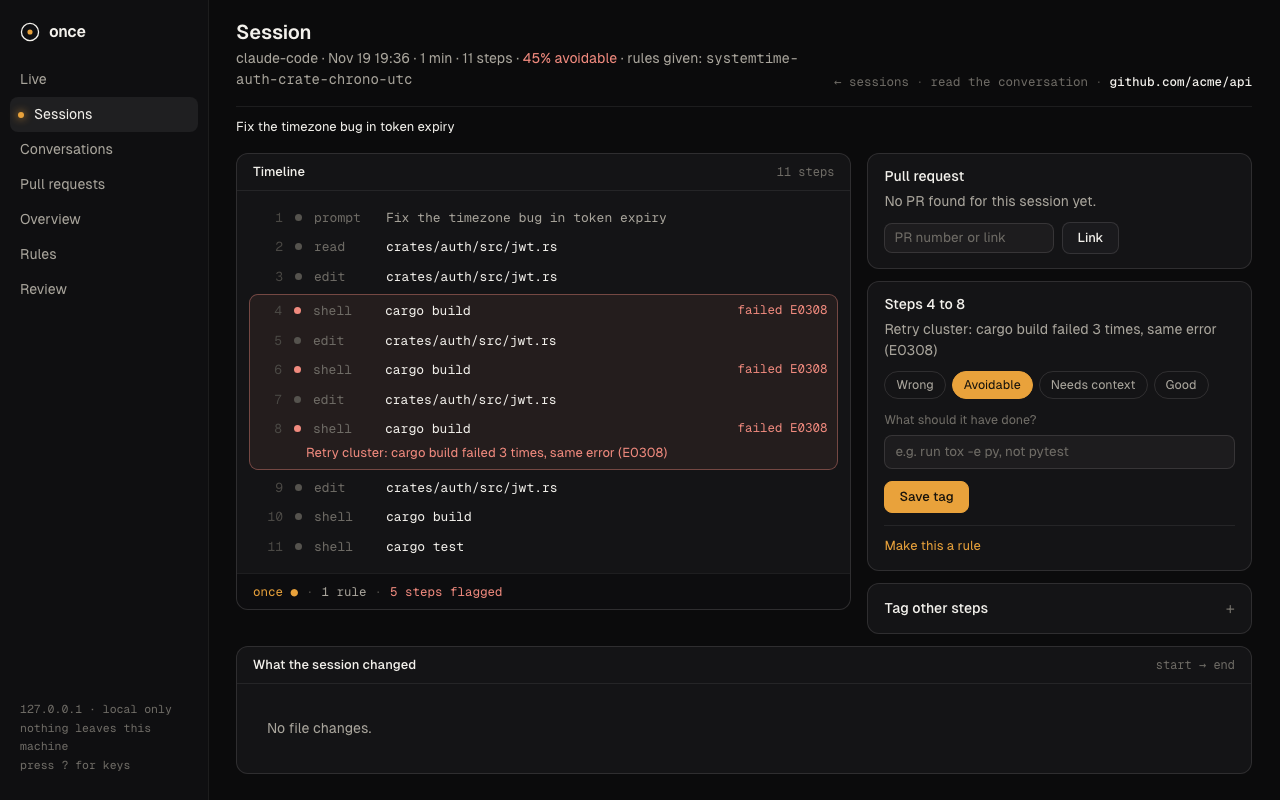 once
Live
Sessions
Conversations
Pull requests
Overview
Rules
Review
127.0.0.1 · local only
nothing leaves this
machine
press ? for keys
Session
claude-code · Nov 19 19:36 · 1 min · 11 steps · 45% avoidable · rules given: systemtime-
auth-crate-chrono-utc
← sessions · read the conversation · github.com/acme/api
Fix the timezone bug in token expiry
Timeline 11 steps
1 prompt Fix the timezone bug in token expiry
2 read crates/auth/src/jwt.rs
3 edit crates/auth/src/jwt.rs
4 shell cargo build failed E0308
5 edit crates/auth/src/jwt.rs
6 shell cargo build failed E0308
7 edit crates/auth/src/jwt.rs
8 shell cargo build failed E0308
Retry cluster: cargo build failed 3 times, same error (E0308)
9 edit crates/auth/src/jwt.rs
10 shell cargo build
11 shell cargo test
once ● · 1 rule · 5 steps flagged
Pull request
No PR found for this session yet.
PR number or link Link
Steps 4 to 8
Retry cluster: cargo build failed 3 times, same error
(E0308)
Wrong Avoidable Needs context Good
What should it have done?
e.g. run tox -e py, not pytest
Save tag
Make this a rule
Tag other steps +
What the session changed start → end
No file changes.